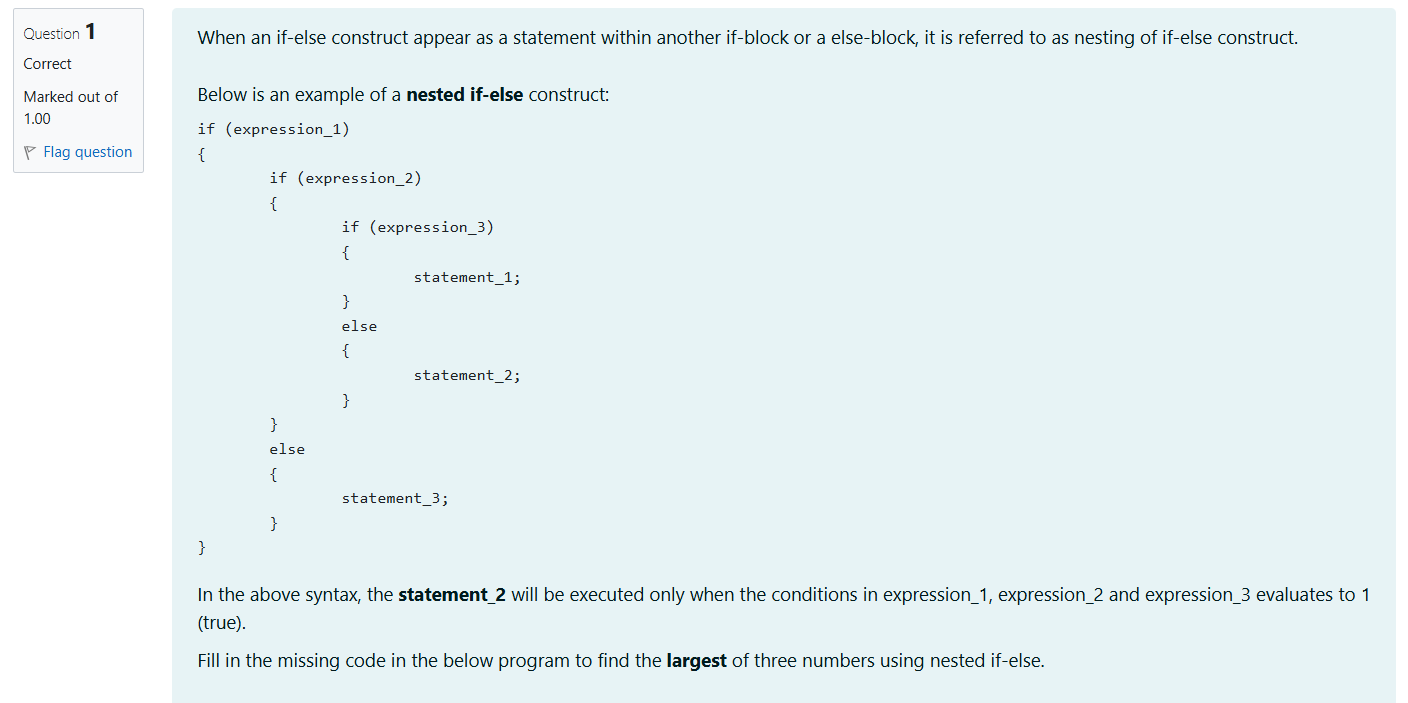 Question 1
Correct
Marked out of
1.00
Flag question
When an if-else construct appear as a statement within another if-block or a else-block, it is referred to as nesting of if-else construct.
Below is an example of a nested if-else construct:
if (expression_1)
{
if (expression_2)
{
if (expression_3)
{
statement_1;
}
else
{
statement_2;
}
}
else
{
statement_3;
}
}
In the above syntax, the statement_2 will be executed only when the conditions in expression_1, expression_2 and expression_3 evaluates to 1
(true).
Fill in the missing code in the below program to find the largest of three numbers using nested if-else.